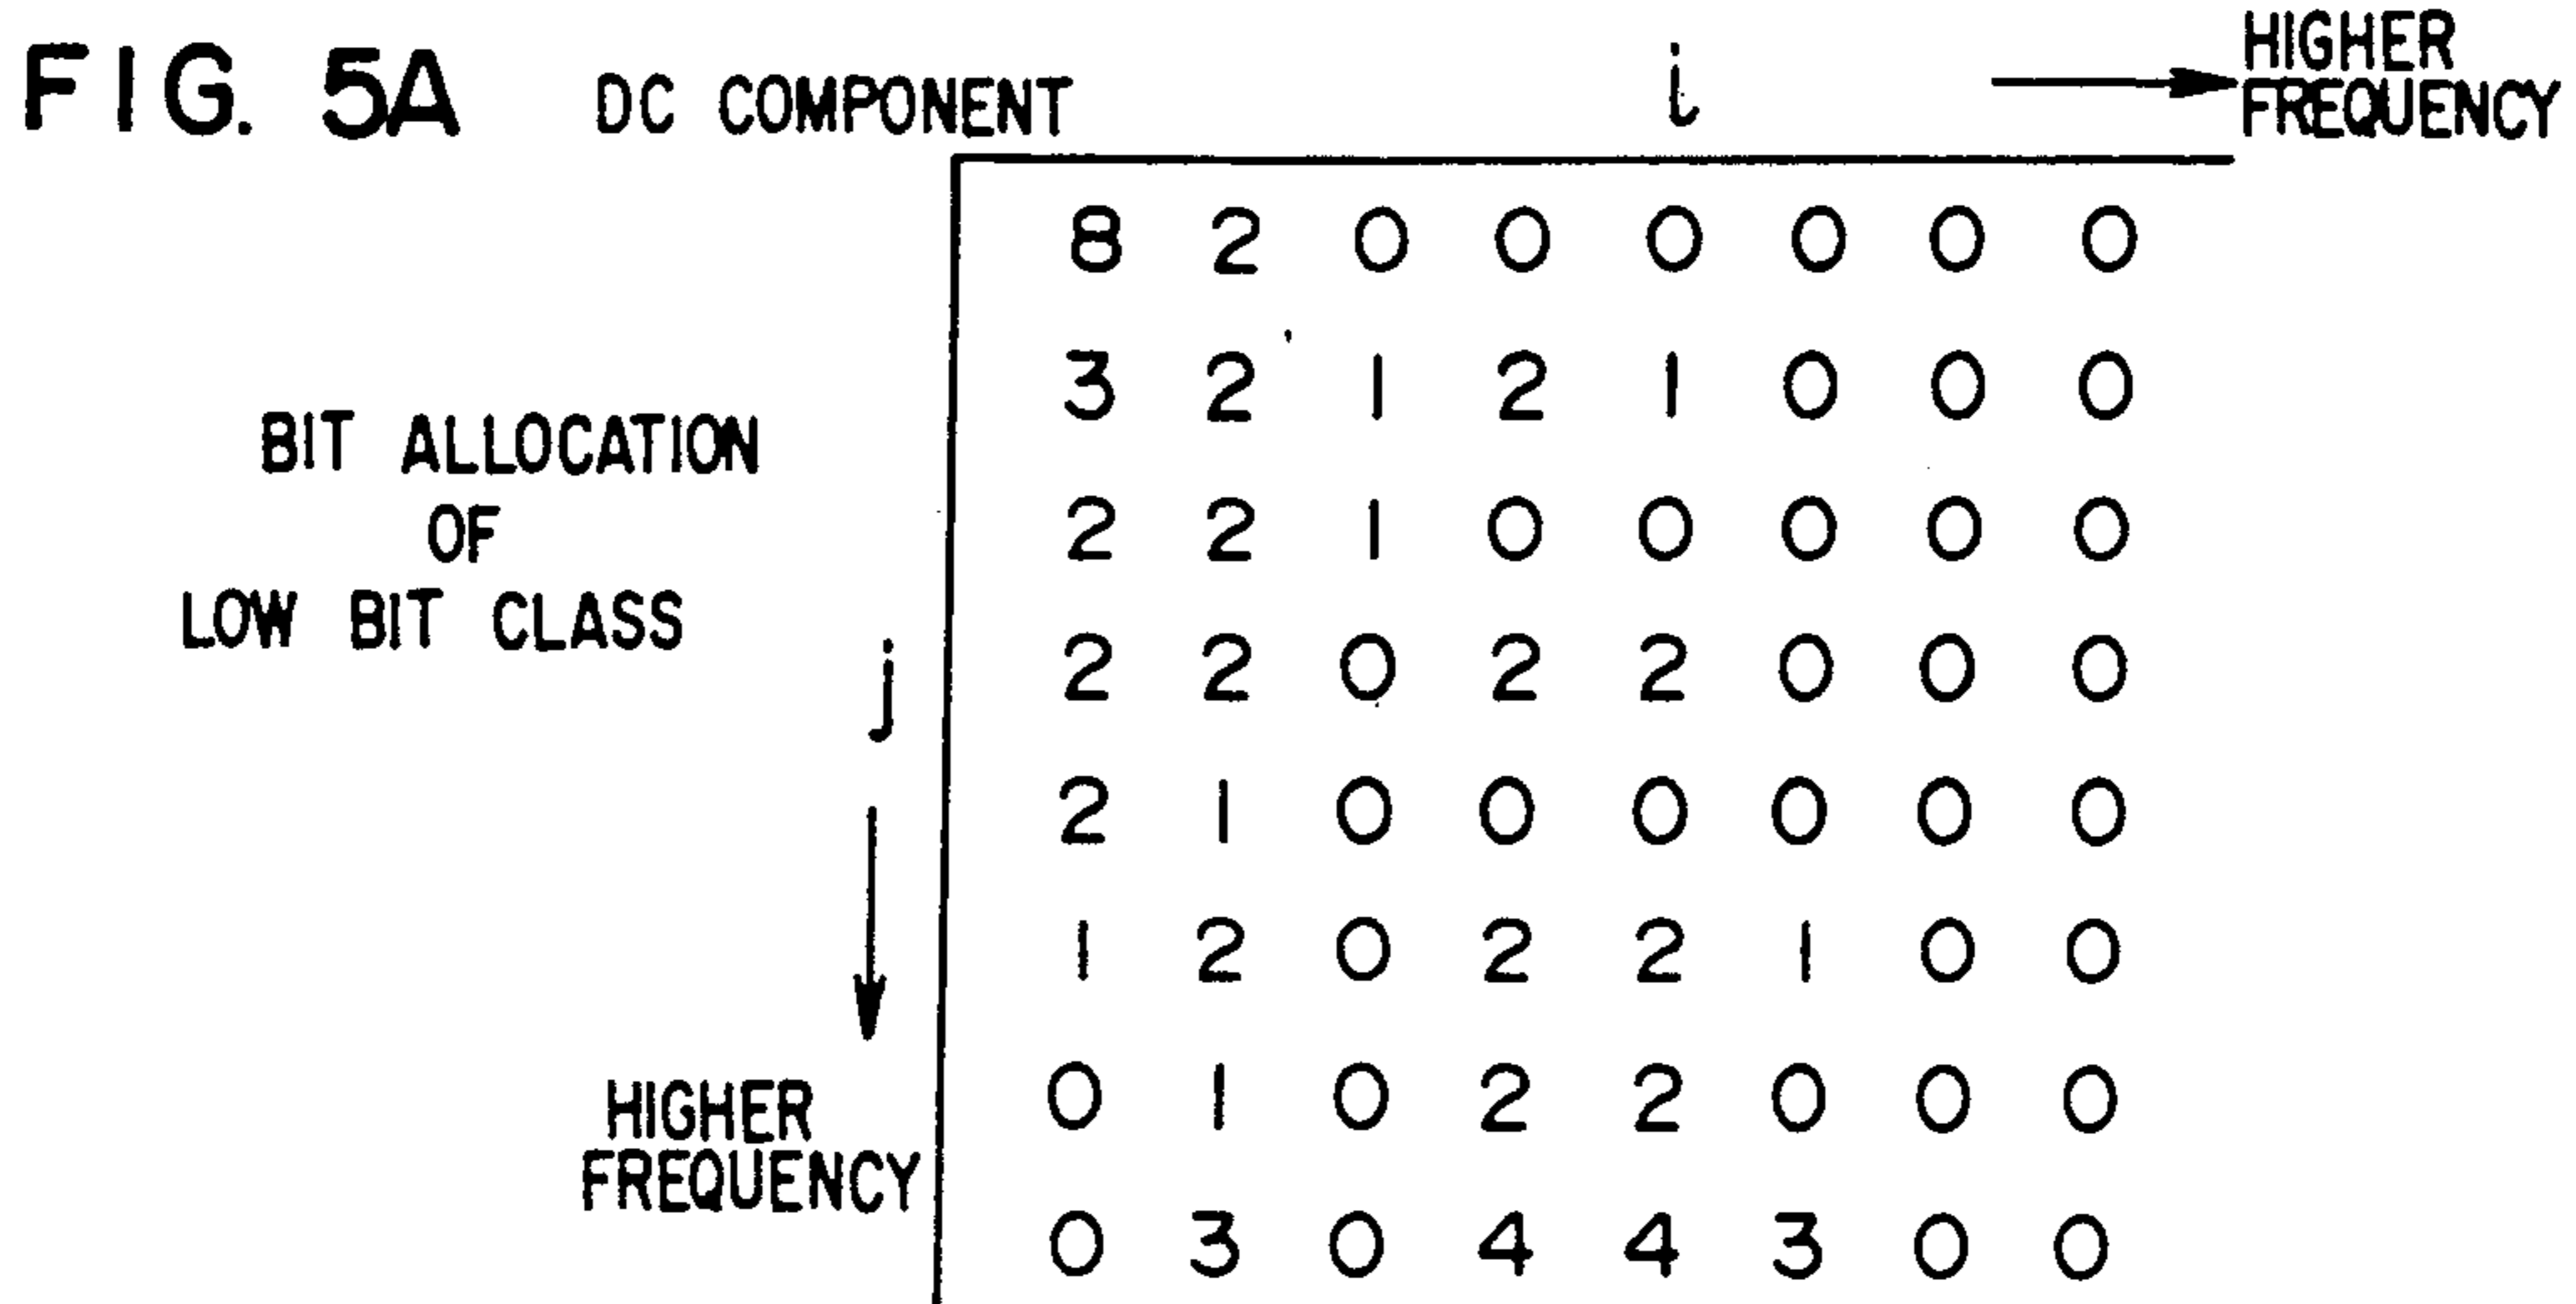 FIG. 5A
DC COMPONENT
i
HIGHER
FREQUENCY
8 2 0 0 0 0 0 0
3 2 1 2 1 0 0 0
2 2 1 0 0 0 0 0
2 2 0 2 2 0 0 0
2 1 0 0 0 0 0 0
1 2 0 2 2 1 0 0
0 1 0 2 2 0 0 0
0 3 0 4 4 3 0 0
BIT ALLOCATION
OF
LOW BIT CLASS
j
HIGHER
FREQUENCY